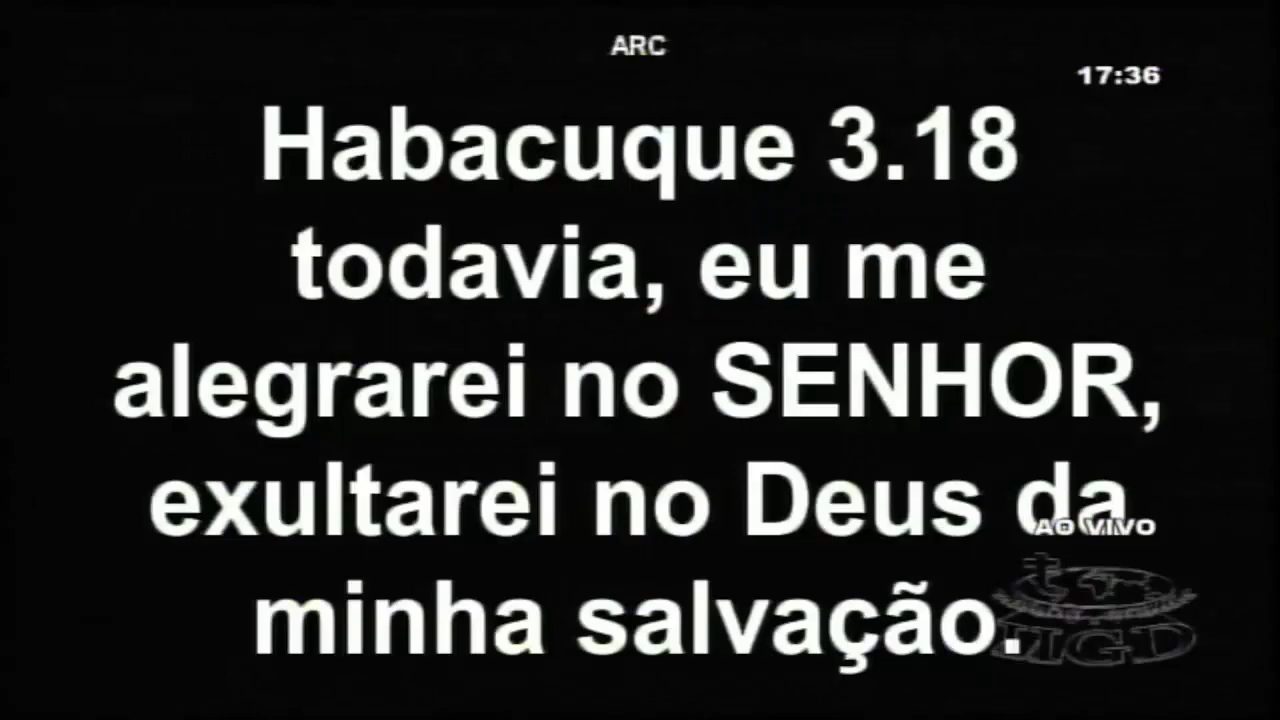 ARC
17:36
Habacuque 3.18
todavia, eu me
alegrarei no SENHOR,
exultarei no Deus da
AO VIVO
minha salvação.